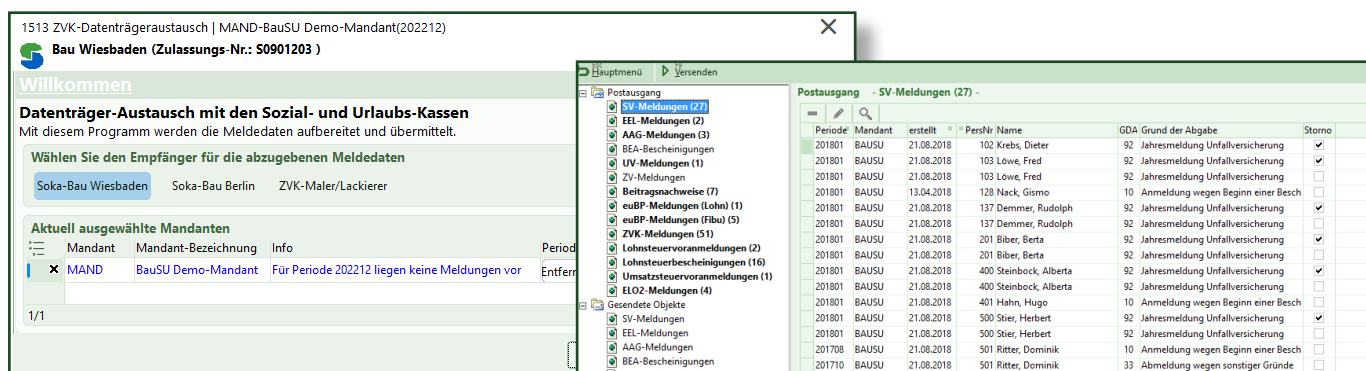 1513 ZVK-Datenträgeraustausch | MAND-BauSU Demo-Mandant(202212)
Bau Wiesbaden (Zulassungs-Nr.: S0901203 )
Willkommen
Datenträger-Austausch mit den Sozial- und Urlaubs-Kassen
Mit diesem Programm werden die Meldedaten aufbereitet und übermittelt.
Wählen Sie den Empfänger für die abzugebenen Meldedaten
Soka-Bau Wiesbaden Soka-Bau Berlin ZVK-Maler/Lackierer
Aktuell ausgewählte Mandanten
Mandant Mandant-Bezeichnung Info Period
MAND BauSU Demo-Mandant Für Periode 202212 liegen keine Meldungen vor Entfern
1/1
Hauptmenü Versenden
Postausgang
SV-Meldungen (27)
EEL-Meldungen (2)
AAG-Meldungen (3)
BEA-Bescheinigungen
UV-Meldungen (1)
ZV-Meldungen
Beitragsnachweise (7)
euBP-Meldungen (Lohn) (1)
euBP-Meldungen (Fibu) (5)
ZVK-Meldungen (51)
Lohnsteuervoranmeldungen (2)
Lohnsteuerbescheinigungen (16)
Umsatzsteuervoranmeldungen (1)
ELO2-Meldungen (4)
Gesendete Objekte
SV-Meldungen
EEL-Meldungen
AAG-Meldungen
BEA-Bescheinigungen
Postausgang - SV-Meldungen (27) -
Periode Mandant erstellt PersNr Name GDA Grund der Abgabe Storno
201801 BAUSU 21.08.2018 102 Krebs, Dieter 92 Jahresmeldung Unfallversicherung
201801 BAUSU 21.08.2018 103 Löwe, Fred 92 Jahresmeldung Unfallversicherung
201801 BAUSU 21.08.2018 103 Löwe, Fred 92 Jahresmeldung Unfallversicherung
201801 BAUSU 13.04.2018 128 Nack, Gismo 10 Anmeldung wegen Beginn einer Besch
201801 BAUSU 21.08.2018 137 Demmer, Rudolph 92 Jahresmeldung Unfallversicherung
201801 BAUSU 21.08.2018 137 Demmer, Rudolph 92 Jahresmeldung Unfallversicherung
201801 BAUSU 21.08.2018 201 Biber, Berta 92 Jahresmeldung Unfallversicherung
201801 BAUSU 21.08.2018 201 Biber, Berta 92 Jahresmeldung Unfallversicherung
201801 BAUSU 21.08.2018 400 Steinbock, Alberta 92 Jahresmeldung Unfallversicherung
201801 BAUSU 21.08.2018 400 Steinbock, Alberta 92 Jahresmeldung Unfallversicherung
201801 BAUSU 21.08.2018 401 Hahn, Hugo 10 Anmeldung wegen Beginn einer Besch
201801 BAUSU 21.08.2018 500 Stier, Herbert 92 Jahresmeldung Unfallversicherung
201801 BAUSU 21.08.2018 500 Stier, Herbert 92 Jahresmeldung Unfallversicherung
201708 BAUSU 21.08.2018 501 Ritter, Dominik 10 Anmeldung wegen Beginn einer Besch
201710 BAUSU 21.08.2018 501 Ritter, Dominik 33 Abmeldung wegen sonstiger Gründe